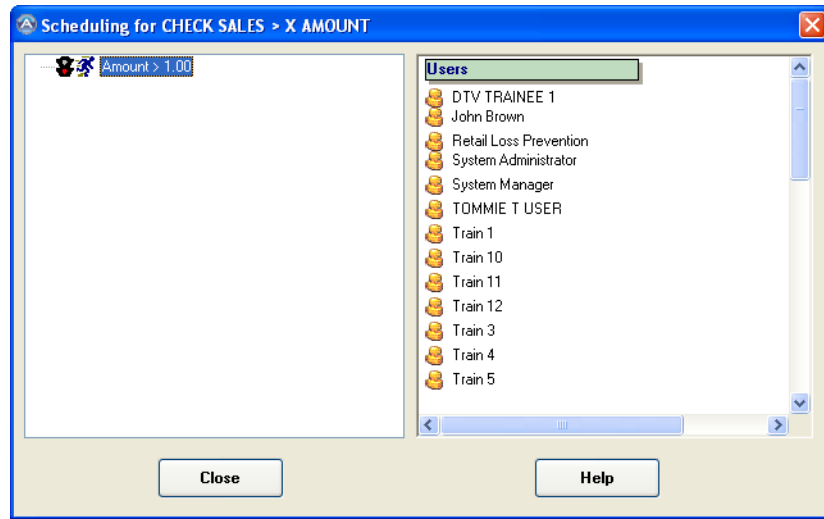 Scheduling for CHECK SALES > X AMOUNT
Amount > 1.00
Users
DTV TRAINEE 1
John Brown
Retail Loss Prevention
System Administrator
System Manager
TOMMIE T USER
Train 1
Train 10
Train 11
Train 12
Train 3
Train 4
Train 5
Close
Help